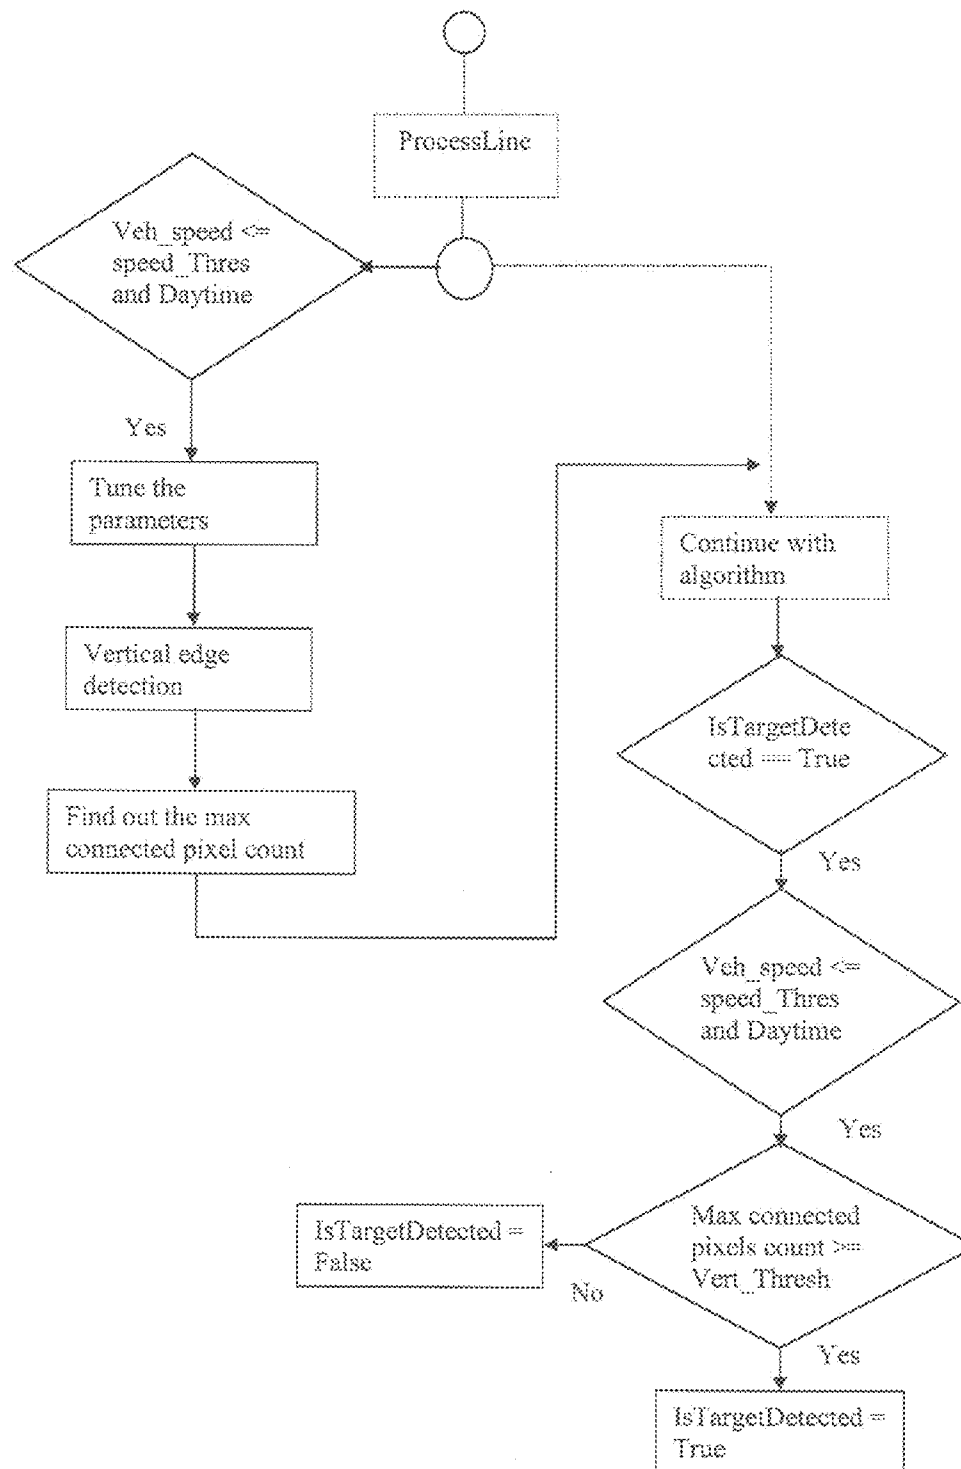 ProcessLine
Veh_speed <=
speed_Thres
and Daytime
Yes
Tune the
parameters
Vertical edge
detection
Find out the max
connected pixel count
Continue with
algorithm
IsTargetDete
cted == True
Yes
Veh_speed <=
speed_Thres
and Daytime
Yes
Max connected
pixels count >=
Vert_Thresh
No
IsTargetDetected =
False
Yes
IsTargetDetected =
True